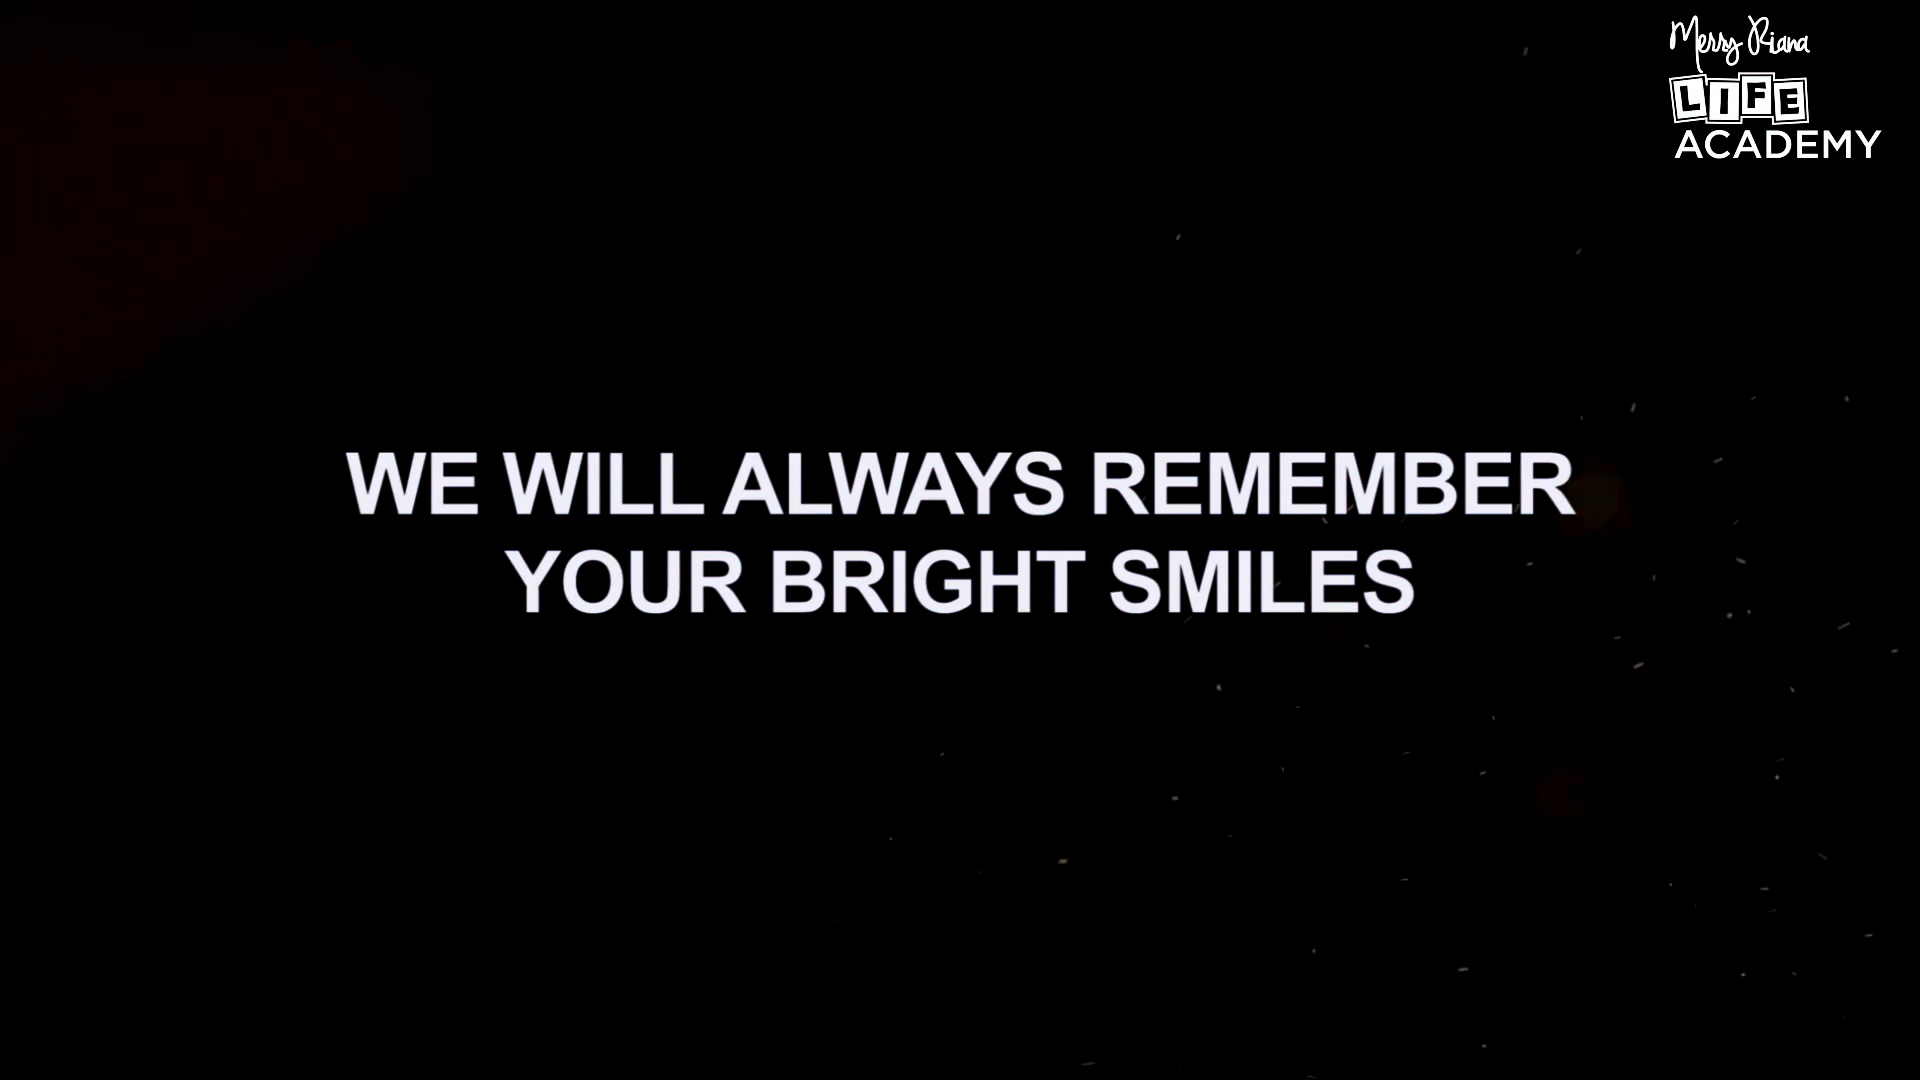 Merry Riana
LIFE
ACADEMY
WE WILL ALWAYS REMEMBER
YOUR BRIGHT SMILES